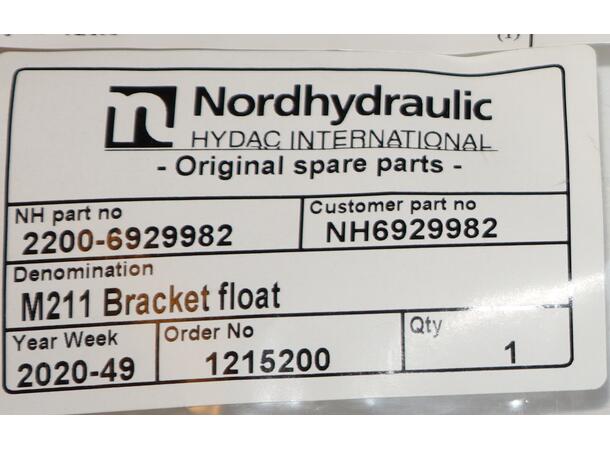 (1)
Nordhydraulic
HYDAC INTERNATIONAL
- Original spare parts -
NH part no
2200-6929982
Customer part no
NH6929982
Denomination
M211 Bracket float
Year Week
2020-49
Order No
1215200
Qty
1